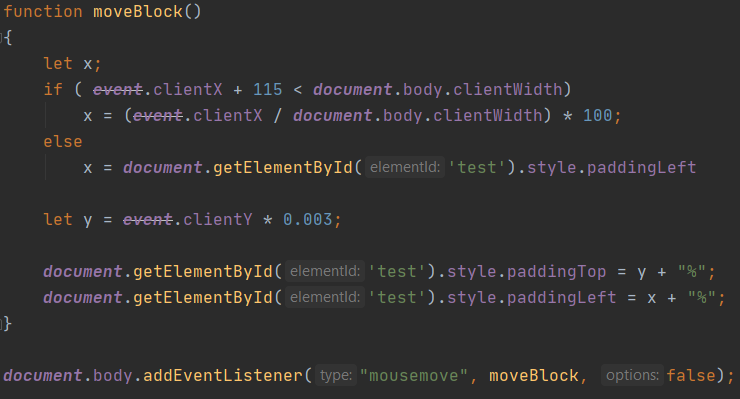 function moveBlock()
{
    let x;
    if ( event.clientX + 115 < document.body.clientWidth)
        x = (event.clientX / document.body.clientWidth) * 100;
    else
        x = document.getElementById( elementId: 'test').style.paddingLeft
    let y = event.clientY * 0.003;
    document.getElementById( elementId: 'test').style.paddingTop = y + "%";
    document.getElementById( elementId: 'test').style.paddingLeft = x + "%";
}
document.body.addEventListener( type: "mousemove", moveBlock, options: false);